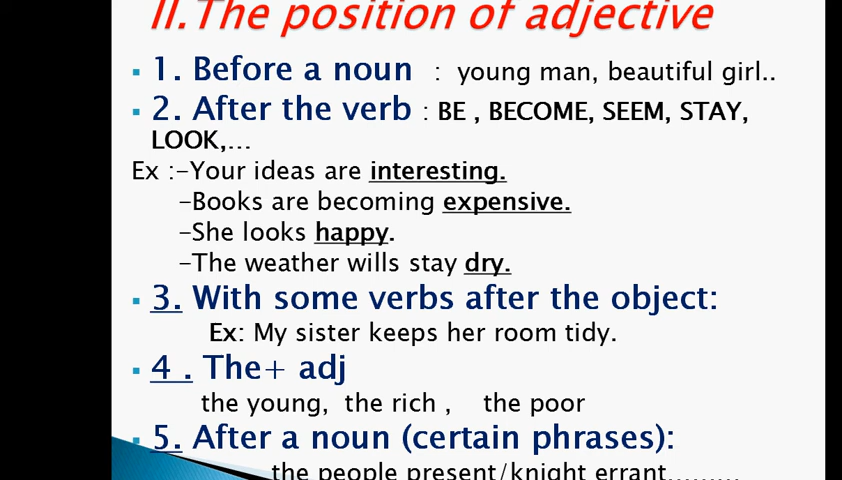 II.The position of adjective
1. Before a noun : young man, beautiful girl..
2. After the verb : BE , BECOME, SEEM, STAY,
LOOK,...
Ex :-Your ideas are interesting.
-Books are becoming expensive.
-She looks happy.
-The weather wills stay dry.
3. With some verbs after the object:
Ex: My sister keeps her room tidy.
4 . The+ adj
the young, the rich , the poor
5. After a noun (certain phrases):
the people present/knight errant.........